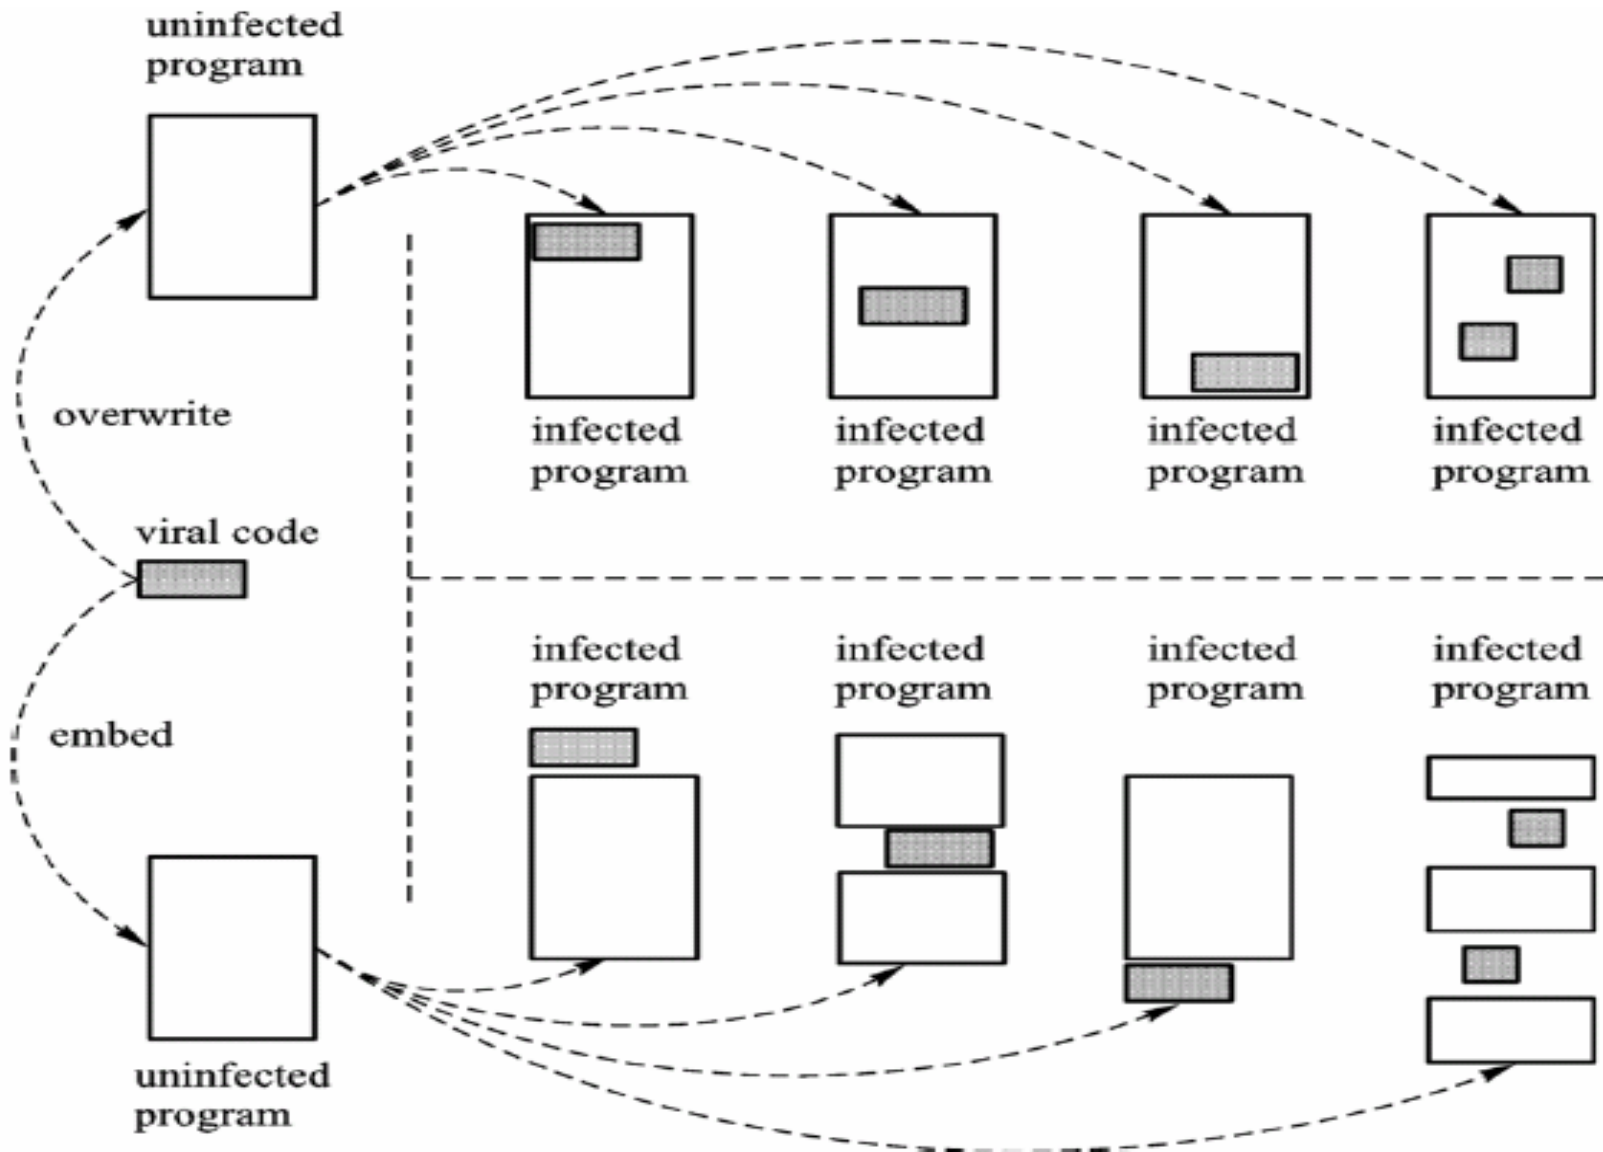 uninfected
program
overwrite
infected
program
infected
program
infected
program
infected
program
viral code
infected
program
infected
program
infected
program
infected
program
embed
uninfected
program